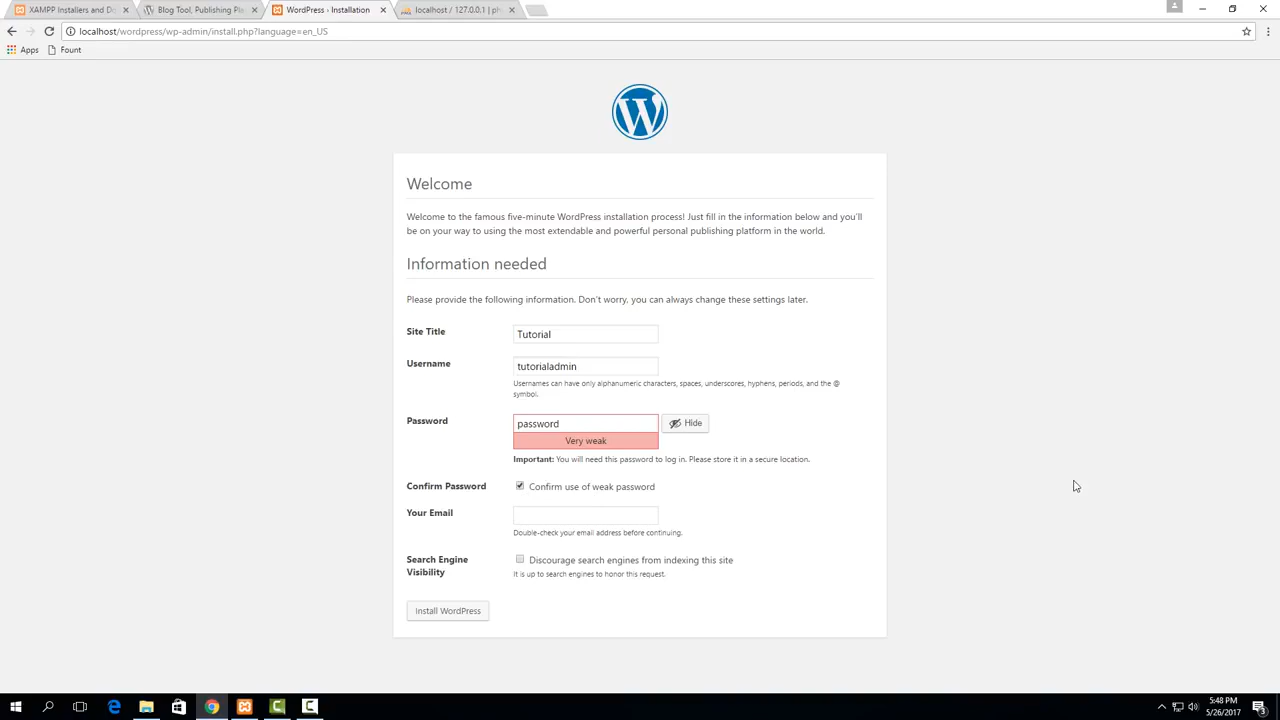 XAMPP Installers and Do
Blog Tool, Publishing Pl
WordPress › Installation
localhost / 127.0.0.1 | ph
localhost/wordpress/wp-admin/install.php?language=en_US
Apps
Fount
Welcome
Welcome to the famous five-minute WordPress installation process! Just fill in the information below and you'll
be on your way to using the most extendable and powerful personal publishing platform in the world.
Information needed
Please provide the following information. Don't worry, you can always change these settings later.
Site Title
Tutorial
Username
tutorialadmin
Usernames can have only alphanumeric characters, spaces, underscores, hyphens, periods, and the @
symbol.
Password
password
Hide
Very weak
Important: You will need this password to log in. Please store it in a secure location.
Confirm Password
Confirm use of weak password
Your Email
Double-check your email address before continuing.
Search Engine
Visibility
Discourage search engines from indexing this site
It is up to search engines to honor this request.
Install WordPress
5:48 PM
5/26/2017
3